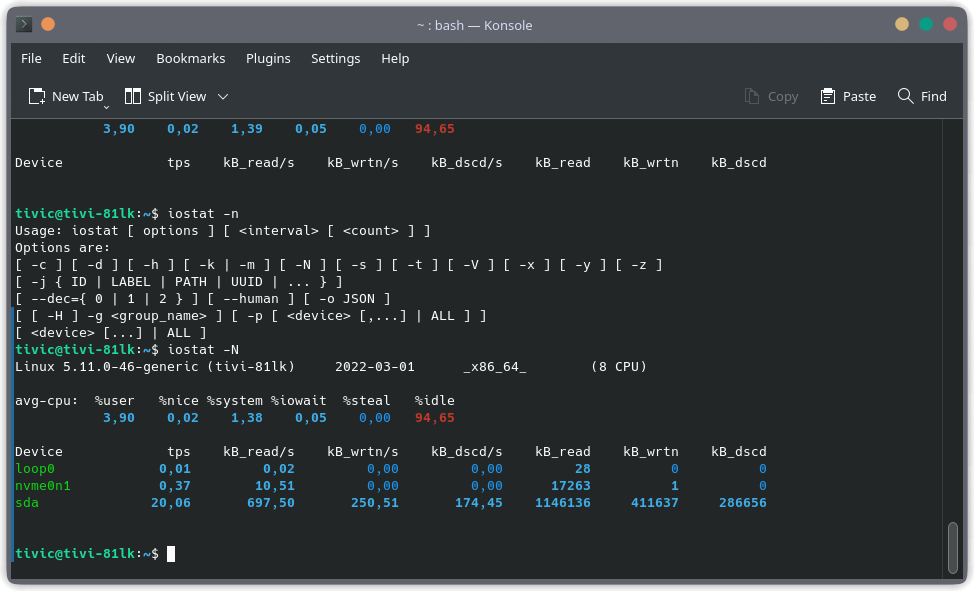 ~ : bash — Konsole
File Edit View Bookmarks Plugins Settings Help
New Tab Split View Copy Paste Find
3,90 0,02 1,39 0,05 0,00 94,65
Device tps kB_read/s kB_wrtn/s kB_dscd/s kB_read kB_wrtn kB_dscd
tivic@tivi-81lk:~$ iostat -n
Usage: iostat [ options ] [ <interval> [ <count> ] ]
Options are:
[ -c ] [ -d ] [ -h ] [ -k | -m ] [ -N ] [ -s ] [ -t ] [ -V ] [ -x ] [ -y ] [ -z ]
[ -j { ID | LABEL | PATH | UUID | ... } ]
[ --dec={ 0 | 1 | 2 } ] [ --human ] [ -o JSON ]
[ [ -H ] -g <group_name> ] [ -p [ <device> [,...] | ALL ] ]
[ <device> [...] | ALL ]
tivic@tivi-81lk:~$ iostat -N
Linux 5.11.0-46-generic (tivi-81lk) 2022-03-01 _x86_64_ (8 CPU)
avg-cpu: %user %nice %system %iowait %steal %idle
3,90 0,02 1,38 0,05 0,00 94,65
Device tps kB_read/s kB_wrtn/s kB_dscd/s kB_read kB_wrtn kB_dscd
loop0 0,01 0,02 0,00 0,00 28 0 0
nvme0n1 0,37 10,51 0,00 0,00 17263 1 0
sda 20,06 697,50 250,51 174,45 1146136 411637 286656
tivic@tivi-81lk:~$